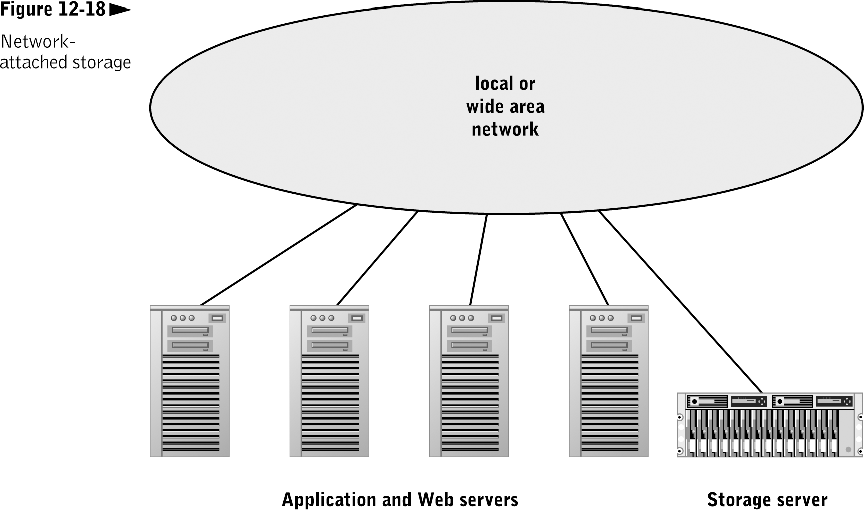 Figure 12-18►
Network-
attached storage
local or
wide area
network
Application and Web servers
Storage server